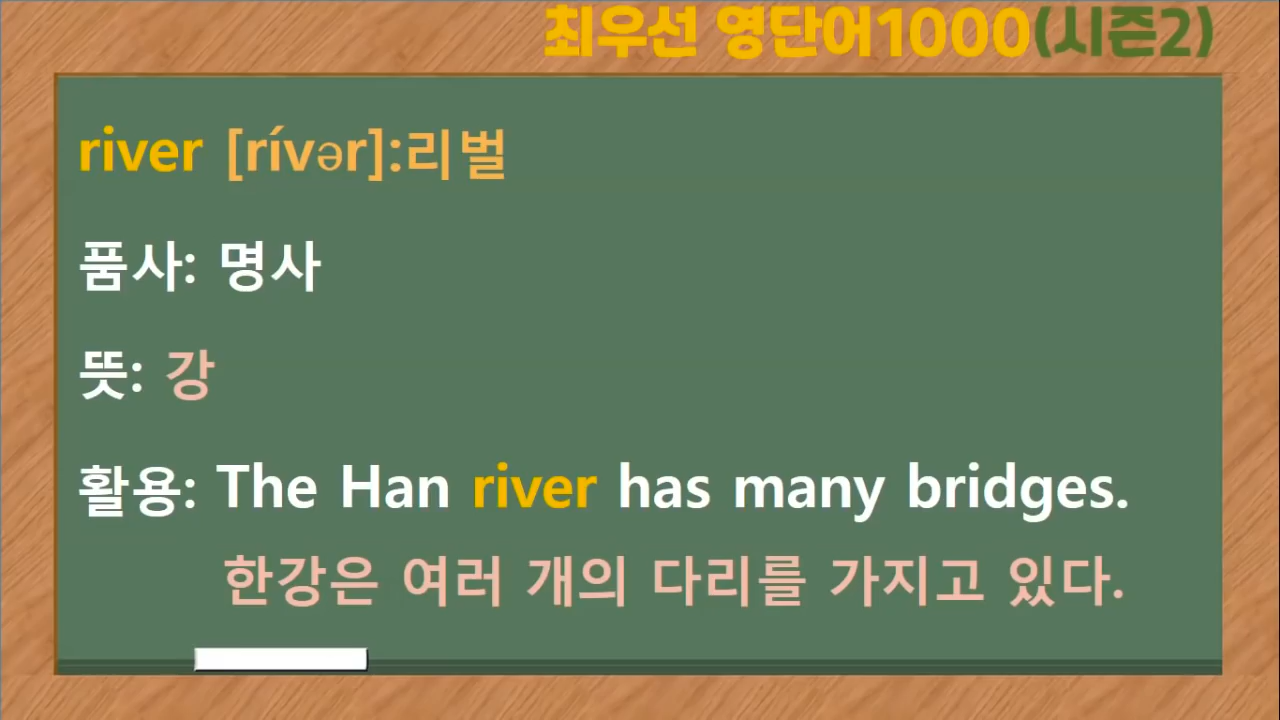 최우선 영단어1000(시즌2)
river [rívər]:리벌
품사: 명사
뜻: 강
활용: The Han river has many bridges.
한강은 여러 개의 다리를 가지고 있다.